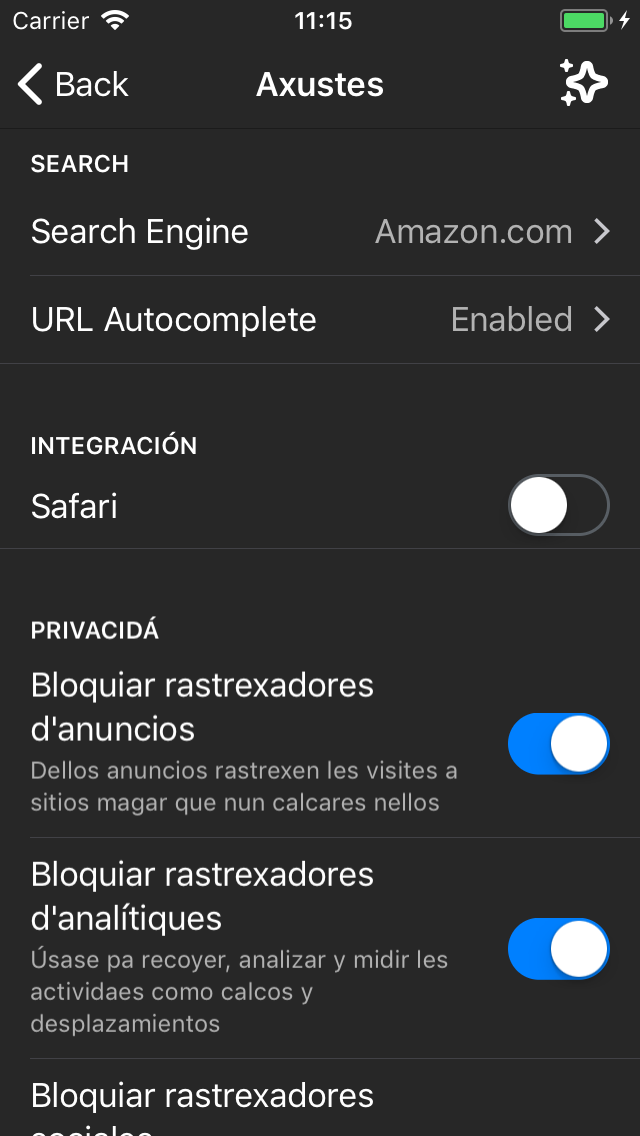 Carrier 11:15
Back Axustes
SEARCH
Search Engine Amazon.com
URL Autocomplete Enabled
INTEGRACIÓN
Safari
PRIVACIDÁ
Bloquiar rastrexadores
d'anuncios
Dellos anuncios rastrexen les visites a
sitios magar que nun calcares nellos
Bloquiar rastrexadores
d'analítiques
Úsase pa recoyer, analizar y midir les
actividaes como calcos y
desplazamientos
Bloquiar rastrexadores
sociales